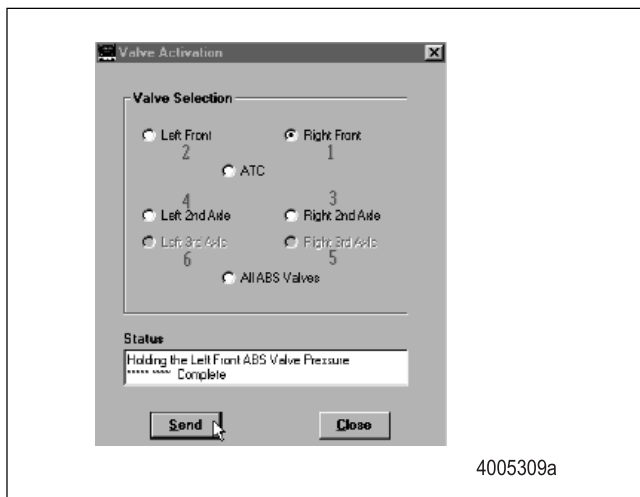 Valve Activation
Valve Selection
Left Front
Right Front
2
1
ATC
4
3
Left 2nd Axle
Right 2nd Axle
Left 3rd Axle
Right 3rd Axle
6
5
All ABS Valves
Status
Holding the Left Front ABS Valve Pressure
***** **** Complete
Send
Close
4005309a